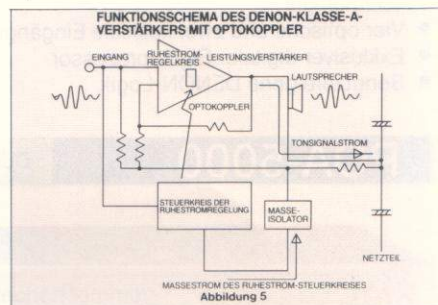 FUNKTIONSSCHEMA DES DENON-KLASSE-A-
VERSTÄRKERS MIT OPTOKOPPLER
EINGANG
RUHESTROM-
REGELKREIS
LEISTUNGSVERSTÄRKER
LAUTSPRECHER
OPTOKOPPLER
TONSIGNALSTROM
STEUERKREIS DER
RUHESTROMREGELUNG
MASSE-
ISOLATOR
NETZTEIL
MASSESTROM DES RUHESTROM-STEUERKREISES
Abbildung 5